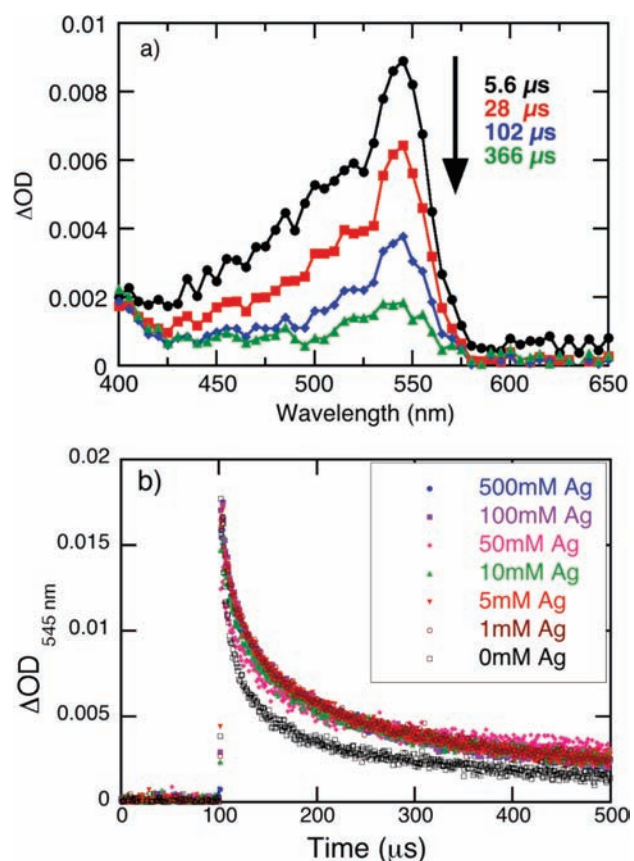 0.01
a)
0.008
0.006
0.004
0.002
0
ΔOD
5.6 µs
28 µs
102 µs
366 µs
400 450 500 550 600 650
Wavelength (nm)
0.02
b)
0.015
0.01
0.005
0
ΔOD 545 nm
500mM Ag
100mM Ag
50mM Ag
10mM Ag
5mM Ag
1mM Ag
0mM Ag
0 100 200 300 400 500
Time (µs)